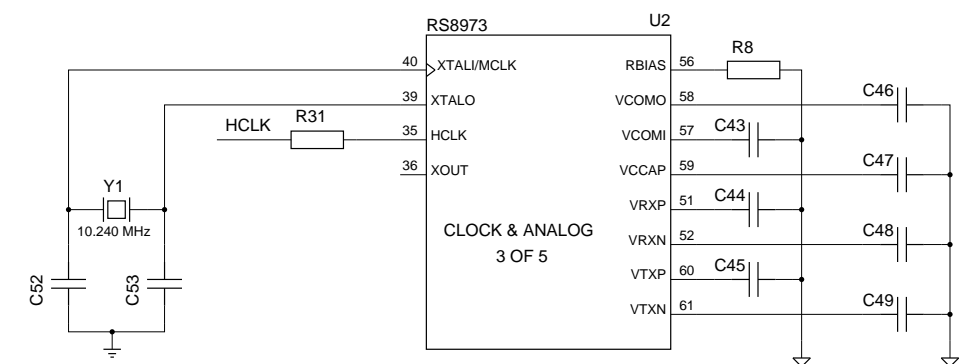 RS8973 U2
40 XTALI/MCLK RBIAS 56 R8
39 XTALO VCOMO 58 C46
HCLK R31 35 HCLK VCOMI 57 C43
36 XOUT VCCAP 59 C47
Y1 VRXP 51 C44
10.240 MHz CLOCK & ANALOG VRXN 52 C48
3 OF 5
C52 C53 VTXP 60 C45
VTXN 61 C49